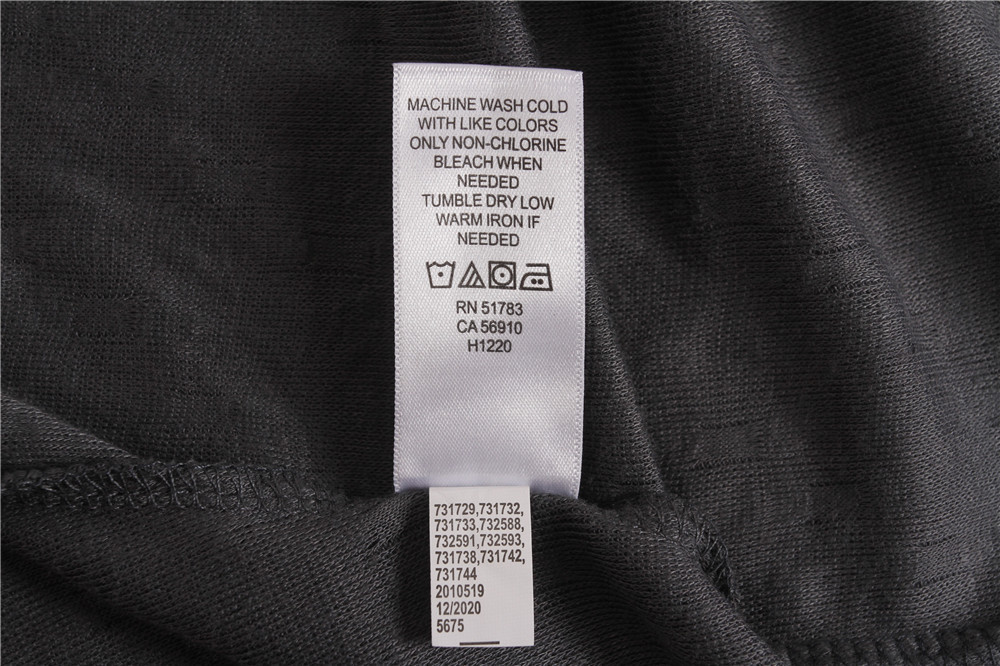 MACHINE WASH COLD
WITH LIKE COLORS
ONLY NON-CHLORINE
BLEACH WHEN
NEEDED
TUMBLE DRY LOW
WARM IRON IF
NEEDED
RN 51783
CA 56910
H1220
731729,731732,
731733,732588,
732591,732593,
731738,731742,
731744
2010519
12/2020
5675